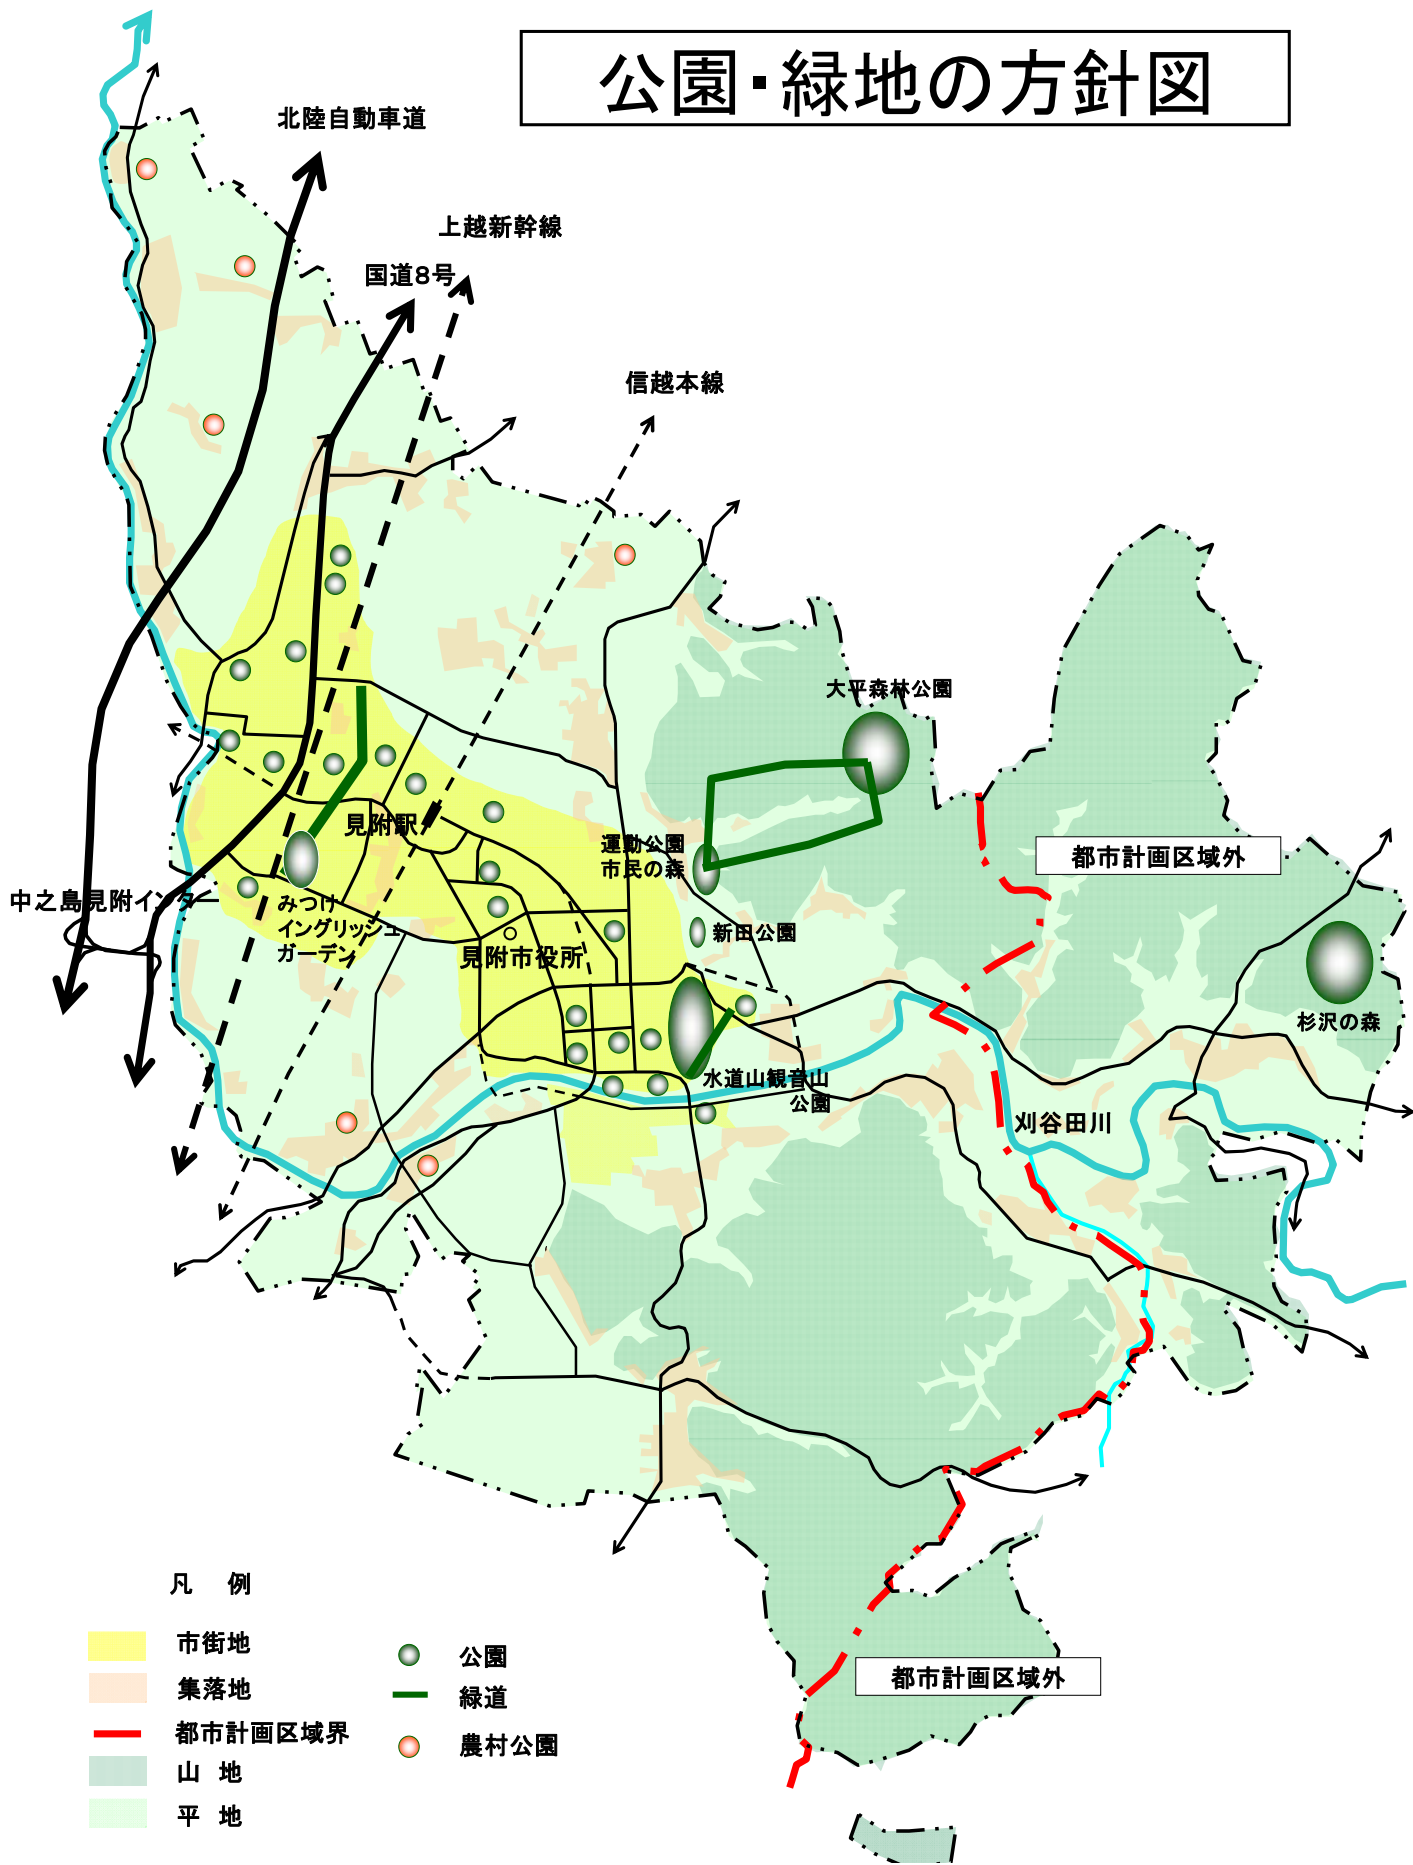 公園・緑地の方針図
北陸自動車道
上越新幹線
国道8号
信越本線
大平森林公園
見附駅
運動公園
市民の森
都市計画区域外
中之島見附インター
みつけ
イングリッシュ
ガーデン
新田公園
見附市役所
杉沢の森
水道山観音山
公園
刈谷田川
凡 例
市街地
集落地
都市計画区域界
山 地
平 地
公園
緑道
農村公園
都市計画区域外